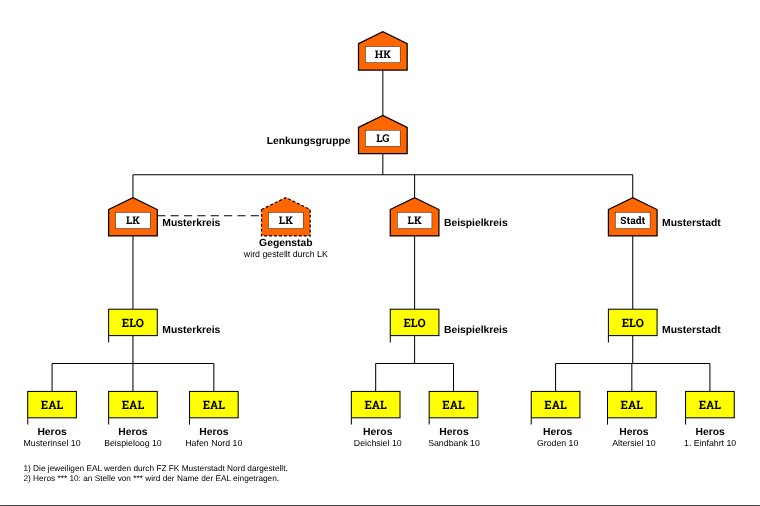 HK
Lenkungsgruppe LG
LK Musterkreis LK LK Beispielkreis Stadt Musterstadt
Gegenstab
wird gestellt durch LK
ELO Musterkreis ELO Beispielkreis ELO Musterstadt
EAL EAL EAL EAL EAL EAL EAL EAL
Heros Heros Heros Heros Heros Heros Heros Heros
Musterinsel 10 Beispieloog 10 Hafen Nord 10 Deichsiel 10 Sandbank 10 Groden 10 Altersiel 10 1. Einfahrt 10
1) Die jeweiligen EAL werden durch FZ FK Musterstadt Nord dargestellt.
2) Heros *** 10: an Stelle von *** wird der Name der EAL eingetragen.